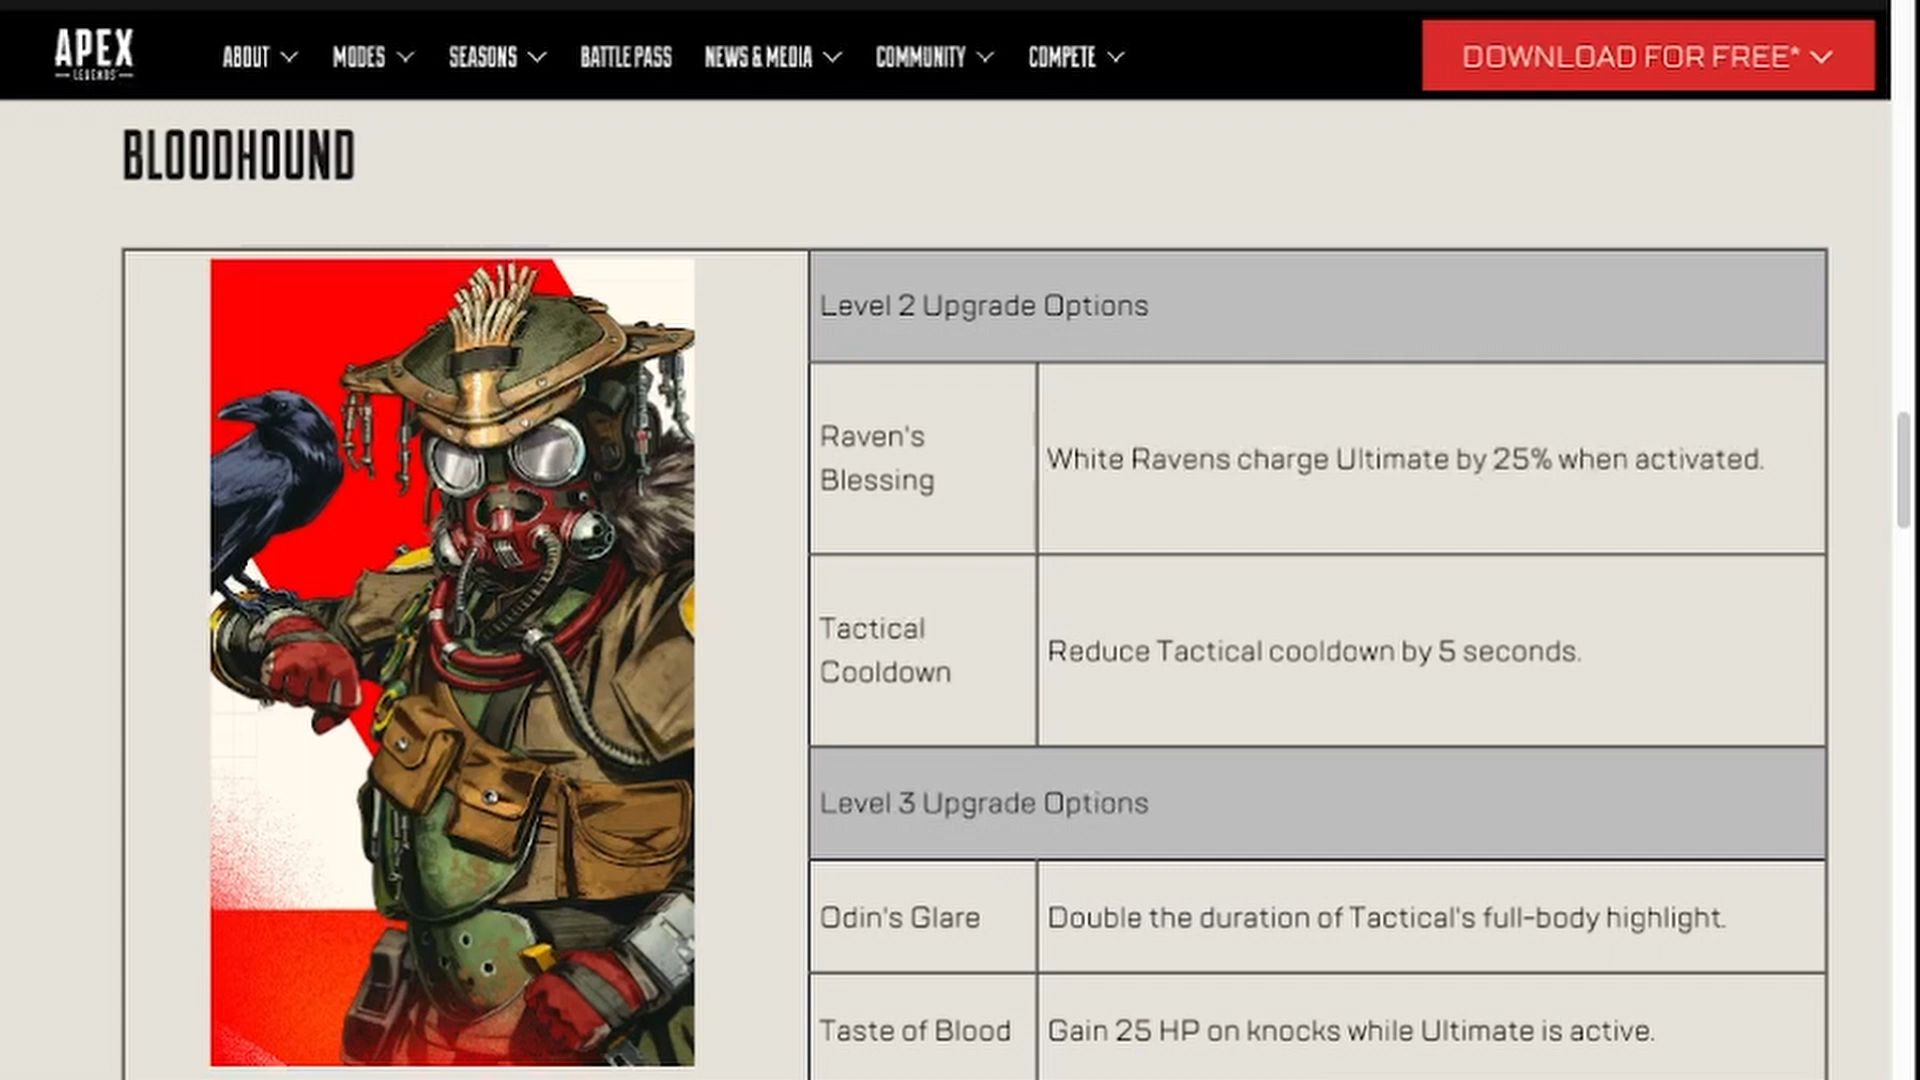 APEX
LEGENDS
ABOUT
MODES
SEASONS
BATTLE PASS
NEWS & MEDIA
COMMUNITY
COMPETE
DOWNLOAD FOR FREE*
BLOODHOUND
Level 2 Upgrade Options
Raven's
Blessing
White Ravens charge Ultimate by 25% when activated.
Tactical
Cooldown
Reduce Tactical cooldown by 5 seconds.
Level 3 Upgrade Options
Odin's Glare
Double the duration of Tactical's full-body highlight.
Taste of Blood
Gain 25 HP on knocks while Ultimate is active.